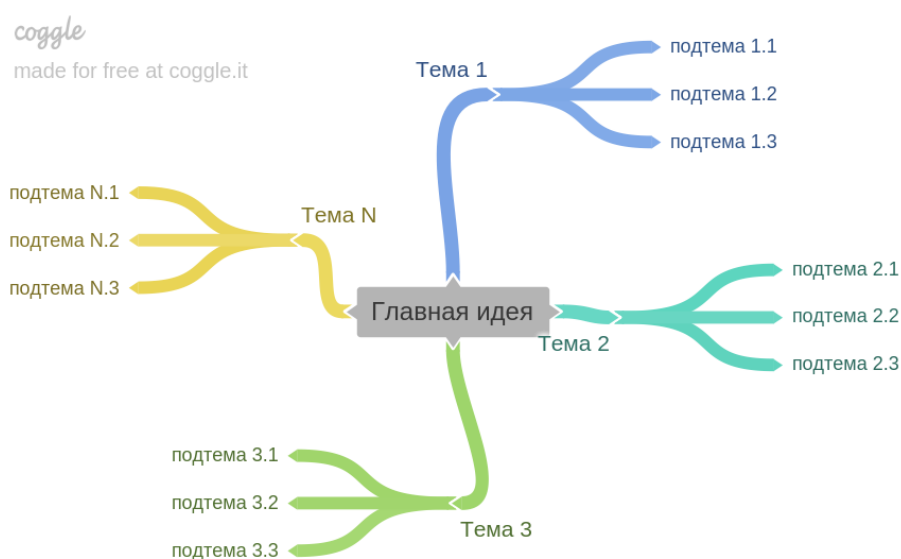 coggle
made for free at coggle.it
Тема 1
подтема 1.1
подтема 1.2
подтема 1.3
Тема N
подтема N.1
подтема N.2
подтема N.3
Главная идея
Тема 2
подтема 2.1
подтема 2.2
подтема 2.3
Тема 3
подтема 3.1
подтема 3.2
подтема 3.3